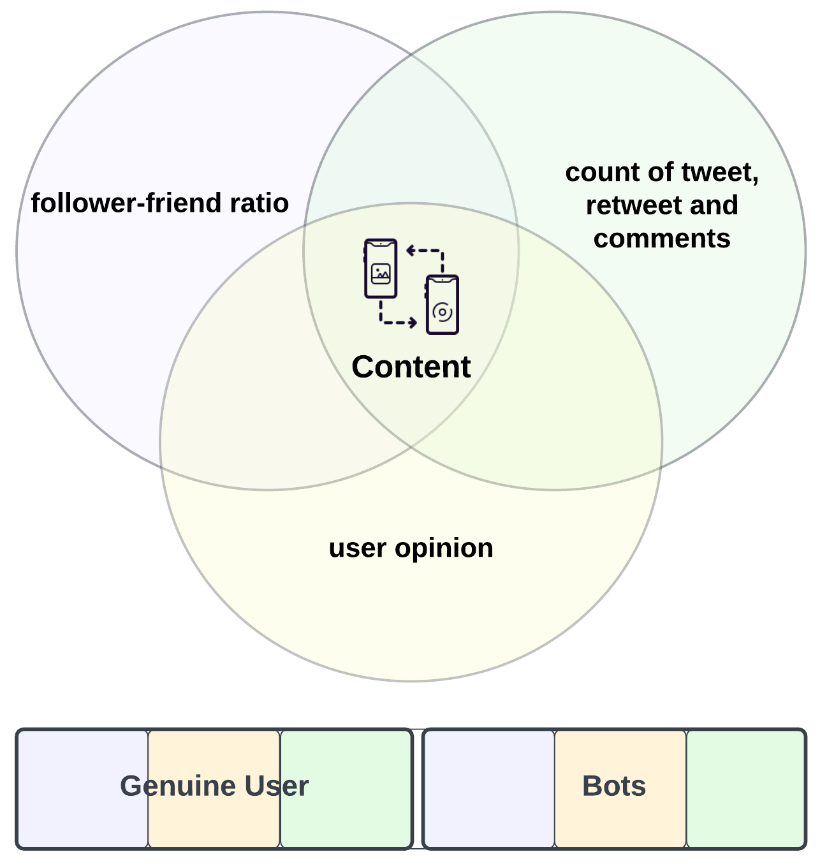 follower-friend ratio
count of tweet,
retweet and
comments
Content
user opinion
Genuine User
Bots